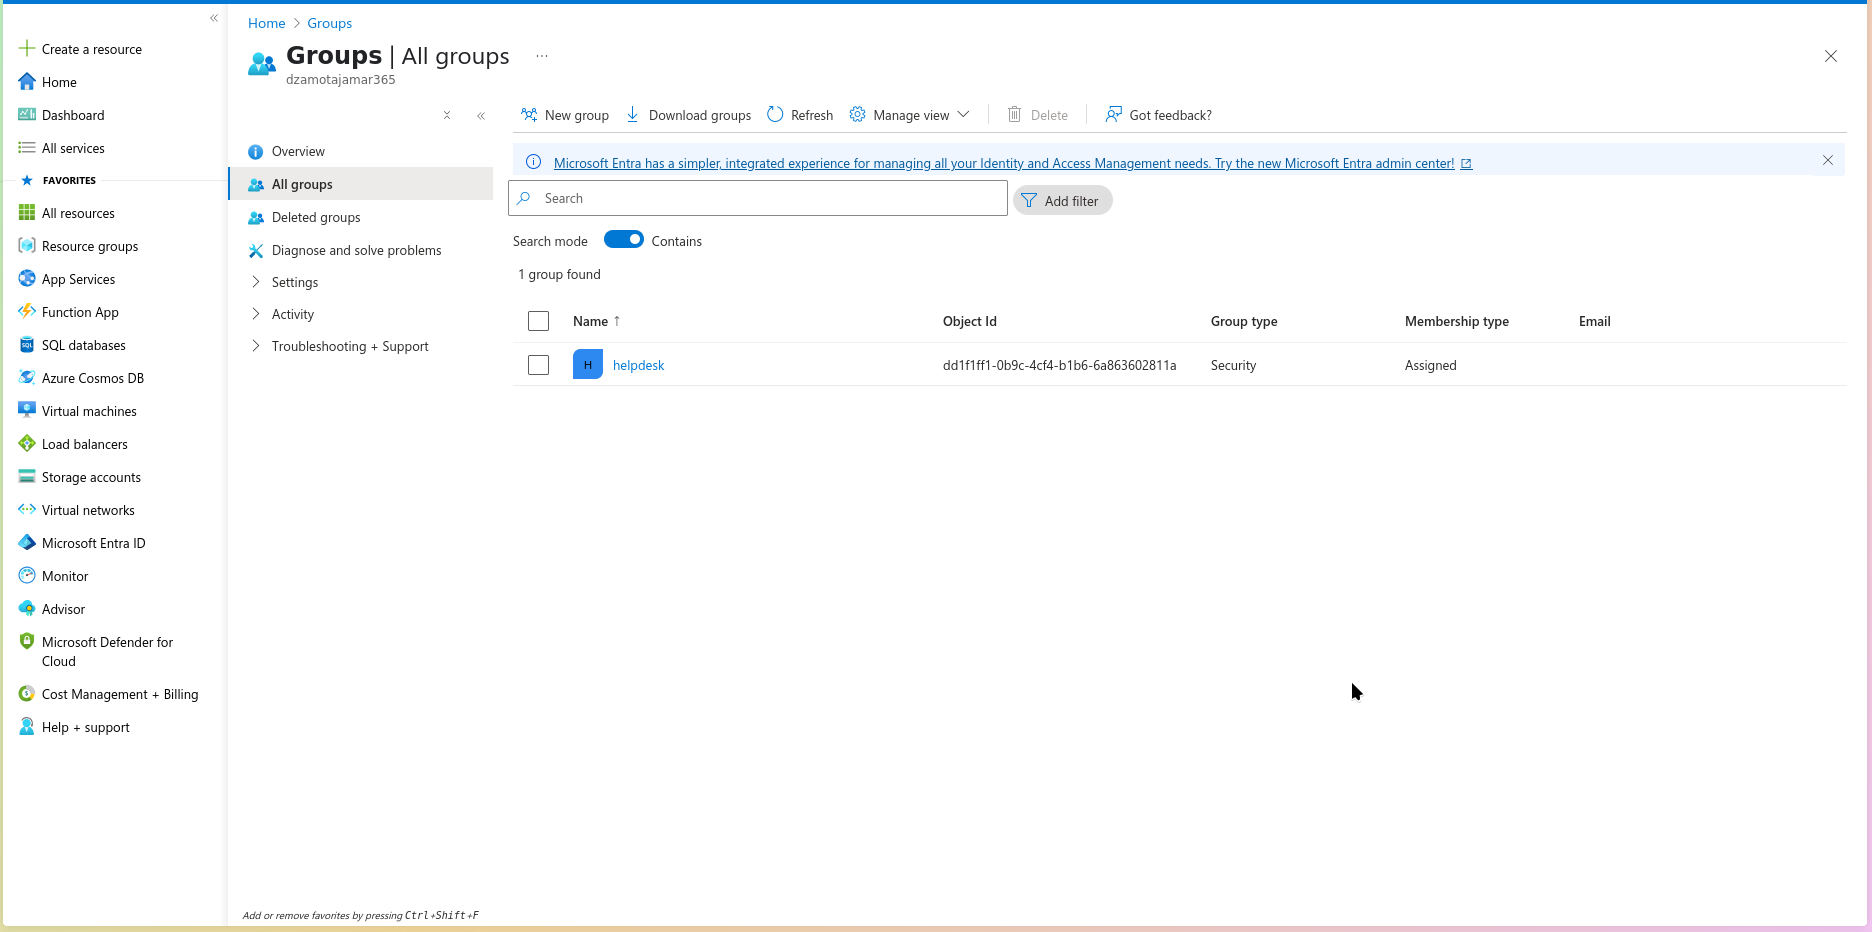 Home > Groups
Groups | All groups ...
dzamotajamar365
Create a resource
Home
Dashboard
All services
FAVORITES
All resources
Resource groups
App Services
Function App
SQL databases
Azure Cosmos DB
Virtual machines
Load balancers
Storage accounts
Virtual networks
Microsoft Entra ID
Monitor
Advisor
Microsoft Defender for
Cloud
Cost Management + Billing
Help + support
Overview
All groups
Deleted groups
Diagnose and solve problems
Settings
Activity
Troubleshooting + Support
New group Download groups Refresh Manage view Delete Got feedback?
Microsoft Entra has a simpler, integrated experience for managing all your Identity and Access Management needs. Try the new Microsoft Entra admin center!
Search Add filter
Search mode Contains
1 group found
Name ↑ Object Id Group type Membership type Email
H helpdesk dd1f1ff1-0b9c-4cf4-b1b6-6a863602811a Security Assigned
Add or remove favorites by pressing Ctrl+Shift+F